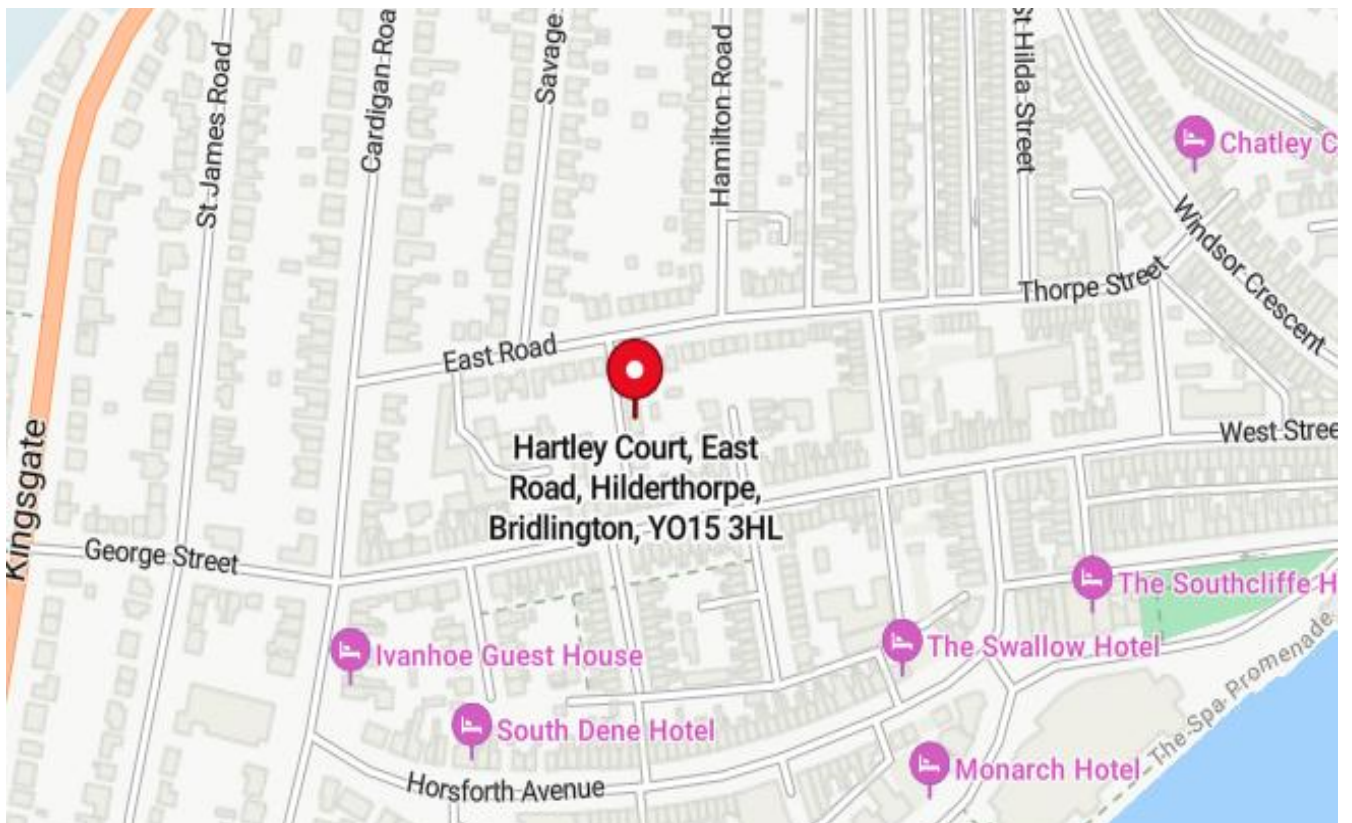 St James Road
Cardigan Roa
Savage
Hamilton Road
St Hilda Street
Chatley C
Windsor Crescent
Thorpe Street
East Road
Hartley Court, East
Road, Hilderthorpe,
Bridlington, YO15 3HL
West Stree
Kingsgate
George Street
The Southcliffe H
Ivanhoe Guest House
The Swallow Hotel
The Spa Promenade
South Dene Hotel
Monarch Hotel
Horsforth Avenue